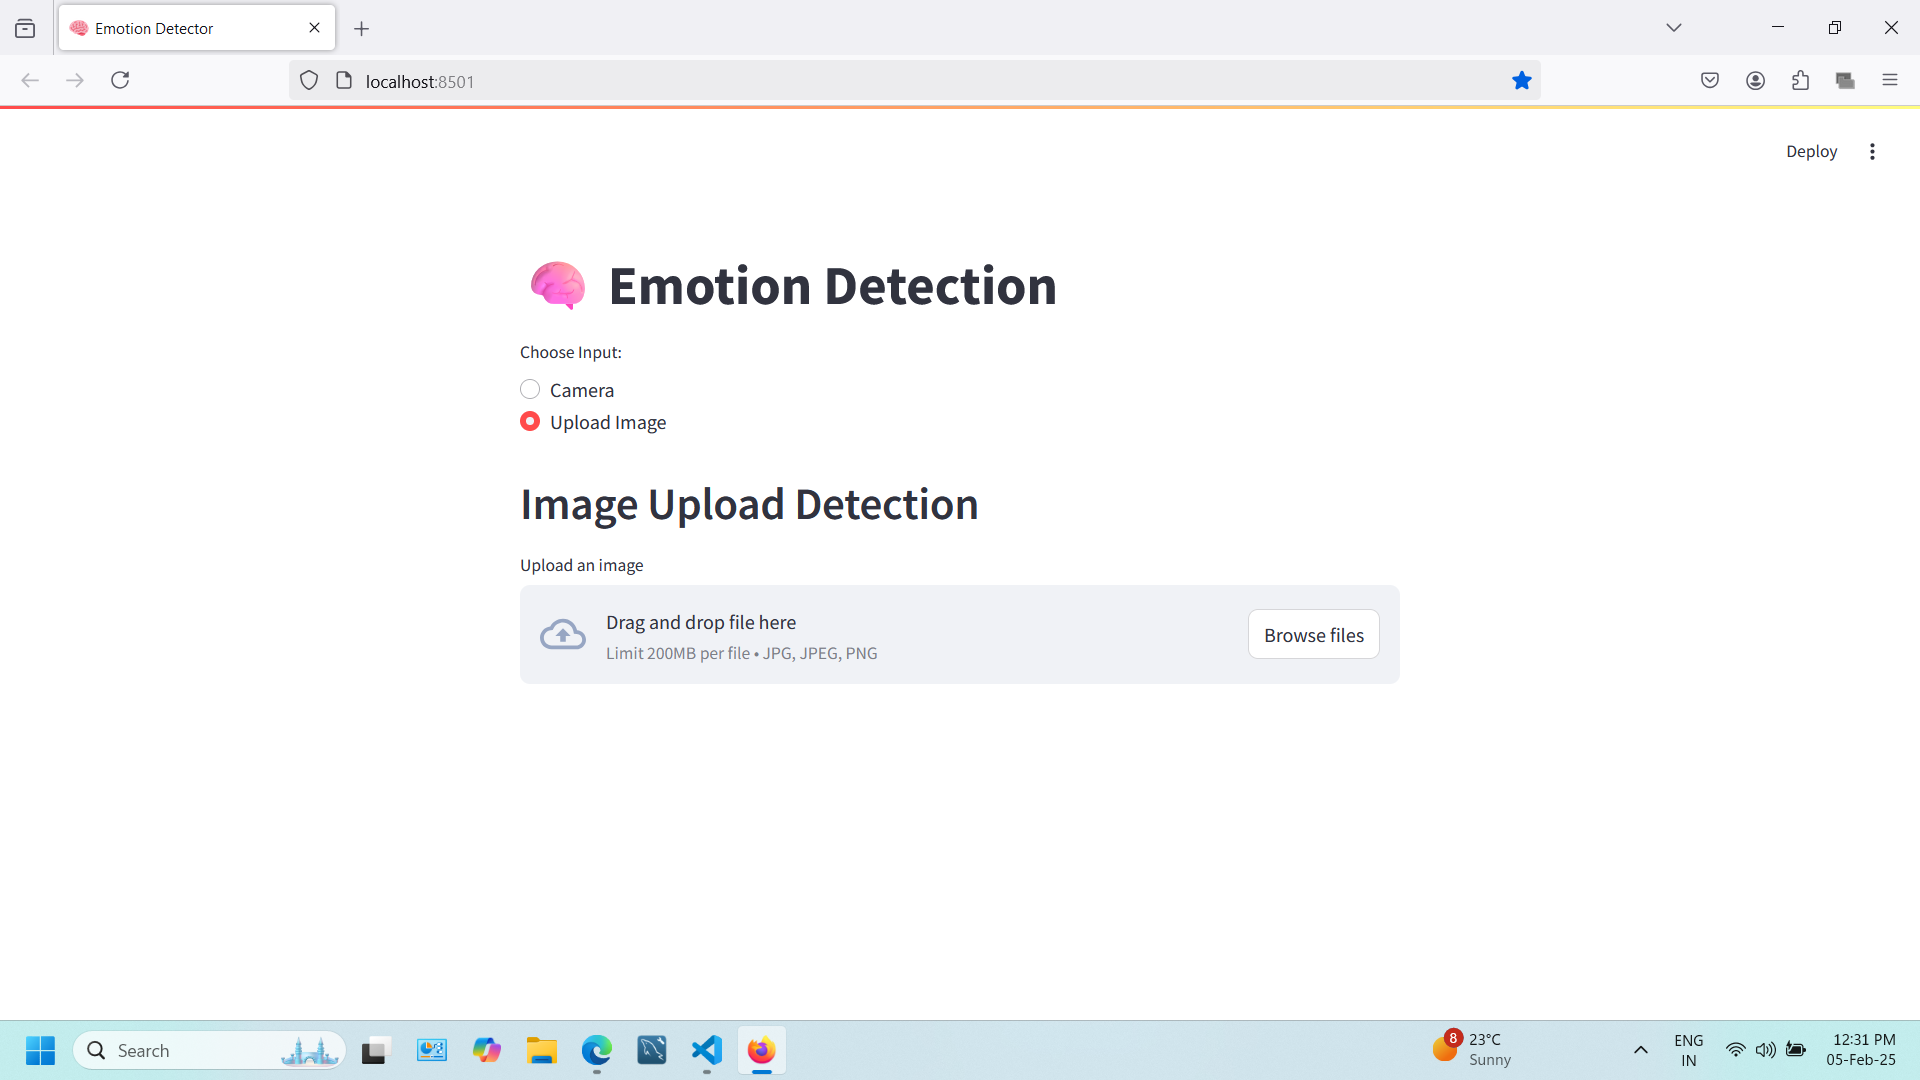 Emotion Detector
localhost:8501
Deploy
Emotion Detection
Choose Input:
Camera
Upload Image
Image Upload Detection
Upload an image
Drag and drop file here
Limit 200MB per file • JPG, JPEG, PNG
Browse files
Search
8
23°C
Sunny
ENG
IN
12:31 PM
05-Feb-25